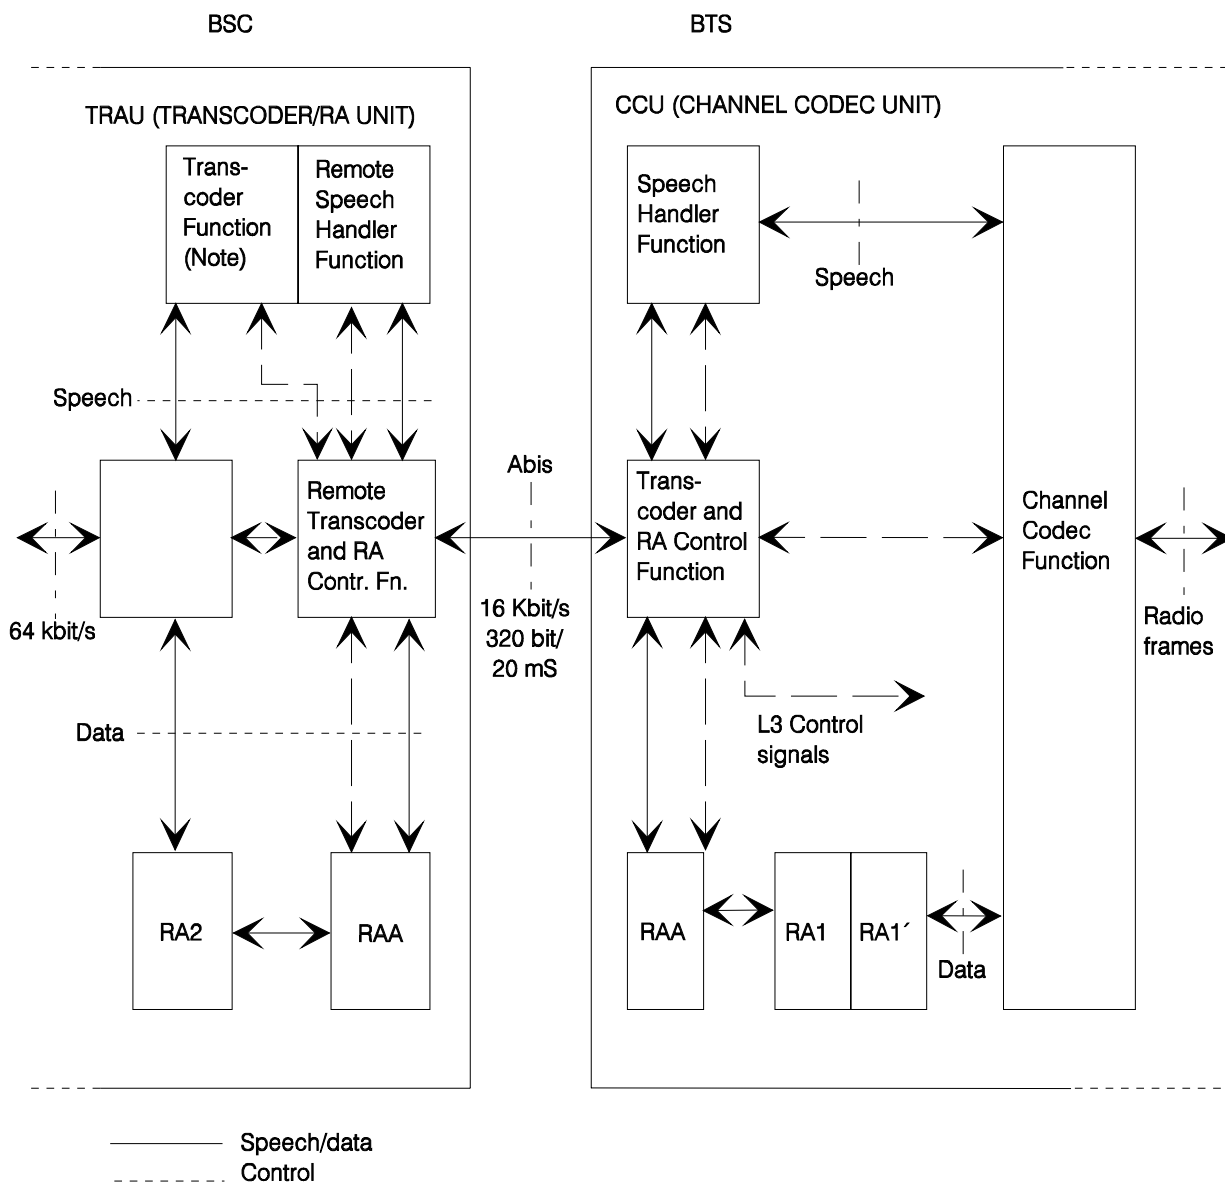 BSC
BTS
TRAU (TRANSCODER/RA UNIT)
CCU (CHANNEL CODEC UNIT)
Trans-
coder
Function
(Note)
Remote
Speech
Handler
Function
Speech
Handler
Function
Speech
Speech
Abis
Remote
Transcoder
and RA
Contr. Fn.
Trans-
coder and
RA Control
Function
Channel
Codec
Function
64 kbit/s
16 Kbit/s
320 bit/
20 mS
Radio
frames
Data
L3 Control
signals
RA2
RAA
RAA
RA1
RA1´
Data
Speech/data
Control